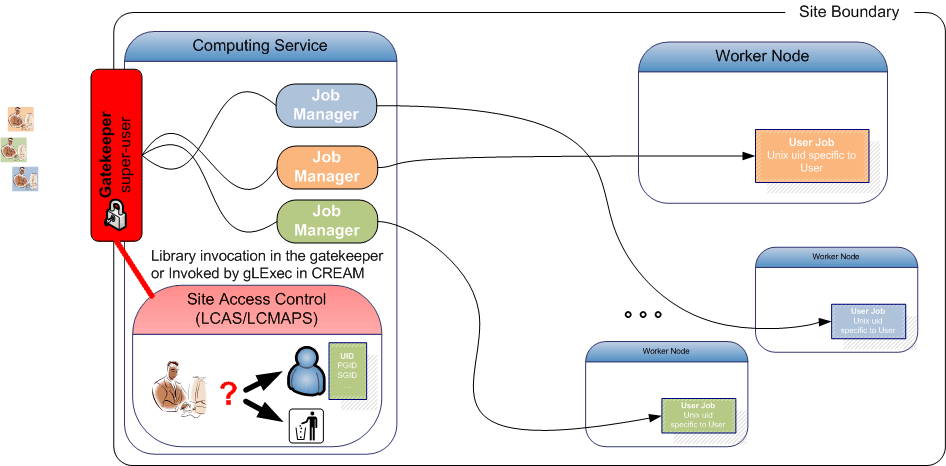 Site Boundary
Computing Service
Gatekeeper
super-user
Job
Manager
Job
Manager
Job
Manager
Library invocation in the gatekeeper
or Invoked by gLExec in CREAM
Site Access Control
(LCAS/LCMAPS)
?
UID
PGID
SGID
...
Worker Node
User Job
Unix uid specific to
User
Worker Node
User Job
Unix uid
specific to User
Worker Node
User Job
Unix uid
specific to User